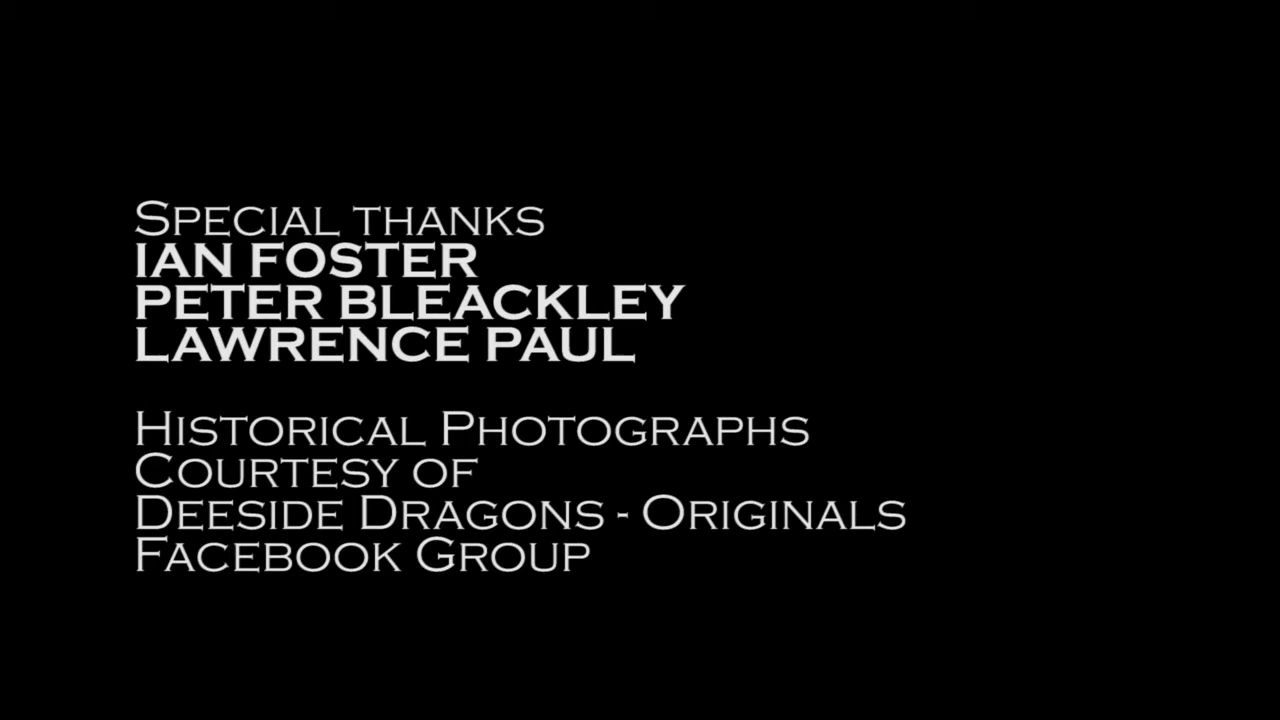 Special thanks
IAN FOSTER
PETER BLEACKLEY
LAWRENCE PAUL
Historical Photographs
Courtesy of
Deeside Dragons - Originals
Facebook Group